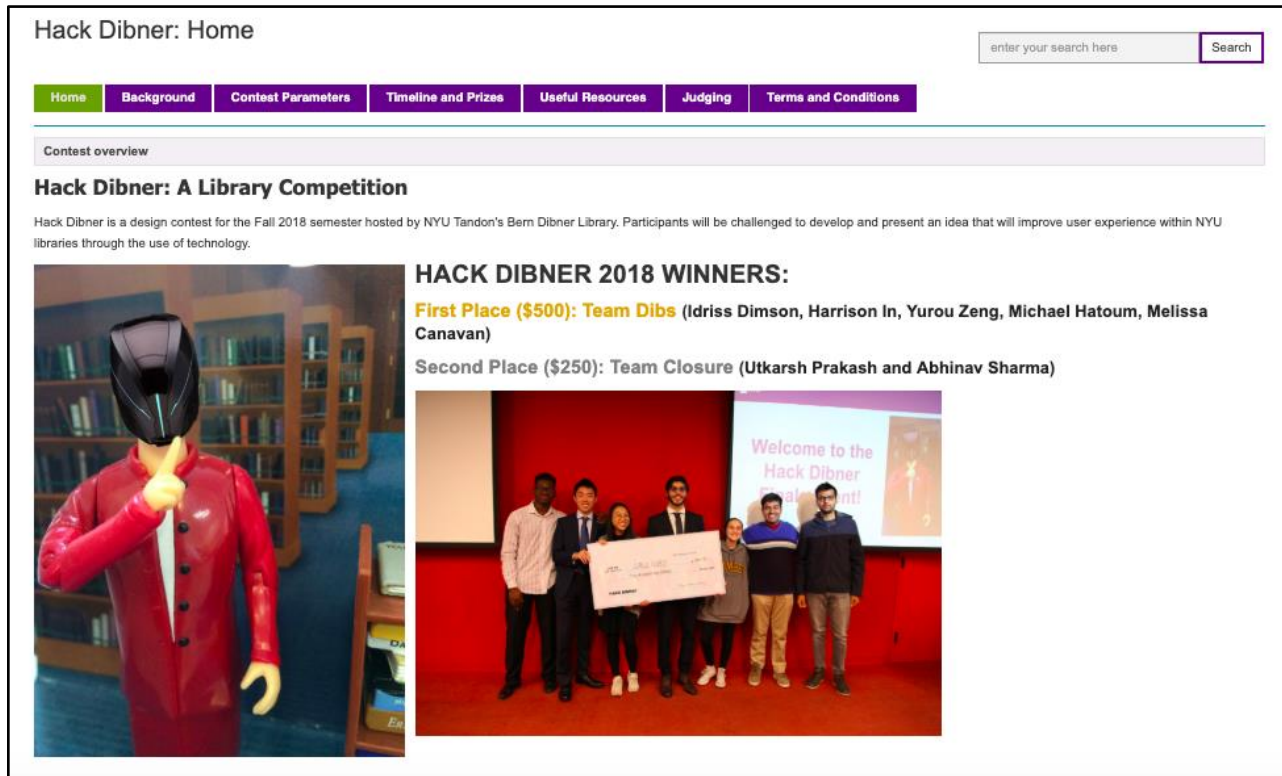 Hack Dibner: Home
enter your search here
Search
Home
Background
Contest Parameters
Timeline and Prizes
Useful Resources
Judging
Terms and Conditions
Contest overview
Hack Dibner: A Library Competition
Hack Dibner is a design contest for the Fall 2018 semester hosted by NYU Tandon's Bern Dibner Library. Participants will be challenged to develop and present an idea that will improve user experience within NYU
libraries through the use of technology.
HACK DIBNER 2018 WINNERS:
First Place ($500): Team Dibs (Idriss Dimson, Harrison In, Yurou Zeng, Michael Hatoum, Melissa
Canavan)
Second Place ($250): Team Closure (Utkarsh Prakash and Abhinav Sharma)
Welcome to the
Hack Dibner